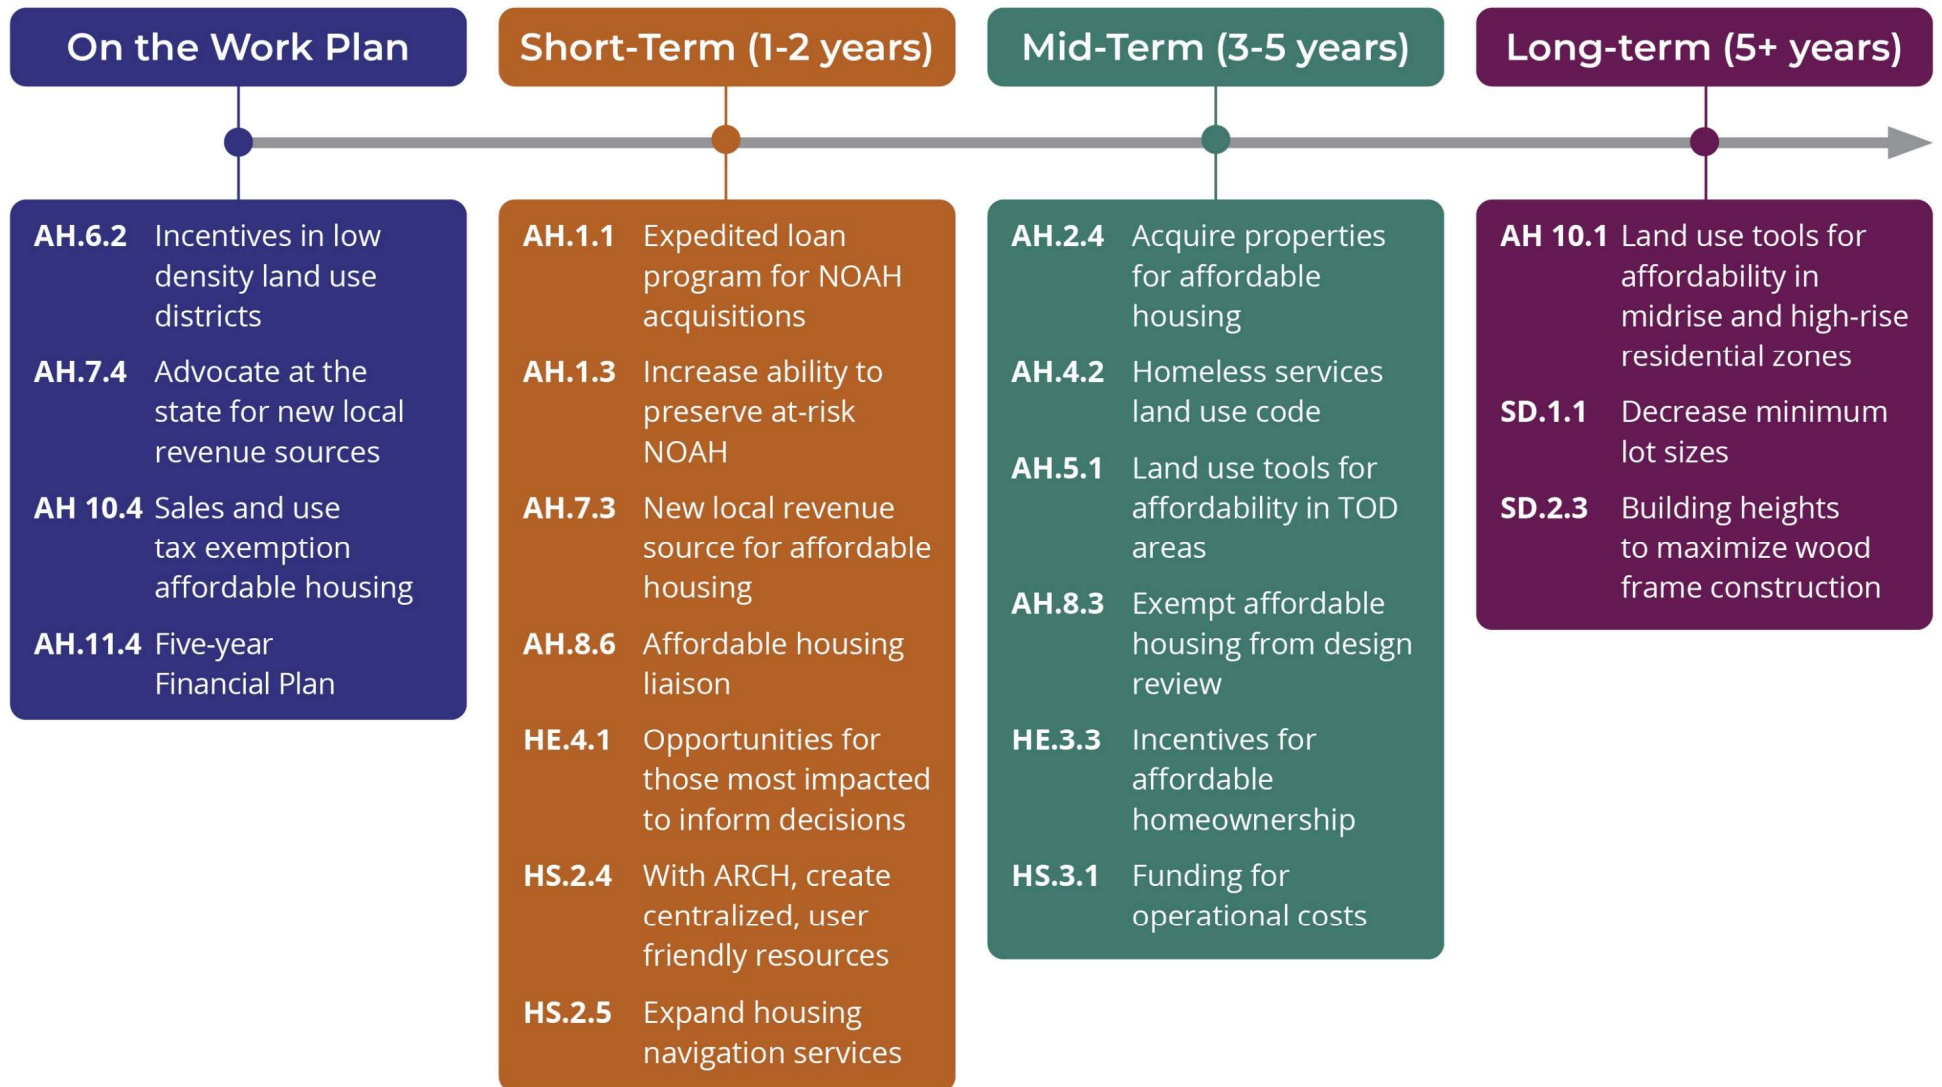 On the Work Plan
AH.6.2 Incentives in low
density land use
districts
AH.7.4 Advocate at the
state for new local
revenue sources
AH 10.4 Sales and use
tax exemption
affordable housing
AH.11.4 Five-year
Financial Plan
Short-Term (1-2 years)
AH.1.1 Expedited loan
program for NOAH
acquisitions
AH.1.3 Increase ability to
preserve at-risk
NOAH
AH.7.3 New local revenue
source for affordable
housing
AH.8.6 Affordable housing
liaison
HE.4.1 Opportunities for
those most impacted
to inform decisions
HS.2.4 With ARCH, create
centralized, user
friendly resources
HS.2.5 Expand housing
navigation services
Mid-Term (3-5 years)
AH.2.4 Acquire properties
for affordable
housing
AH.4.2 Homeless services
land use code
AH.5.1 Land use tools for
affordability in TOD
areas
AH.8.3 Exempt affordable
housing from design
review
HE.3.3 Incentives for
affordable
homeownership
HS.3.1 Funding for
operational costs
Long-term (5+ years)
AH 10.1 Land use tools for
affordability in
midrise and high-rise
residential zones
SD.1.1 Decrease minimum
lot sizes
SD.2.3 Building heights
to maximize wood
frame construction